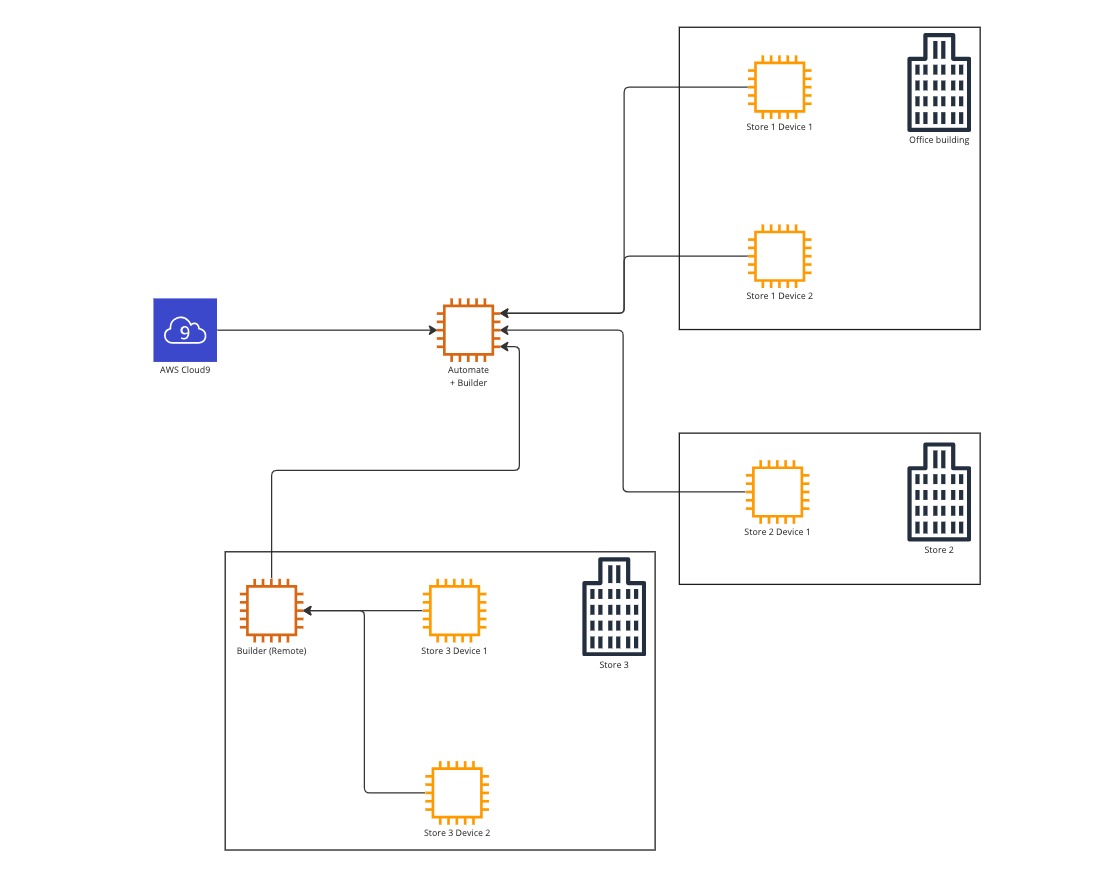 Store 1 Device 1
Office building
Store 1 Device 2
9
AWS Cloud9
Automate
+ Builder
Store 2 Device 1
Store 2
Builder (Remote)
Store 3 Device 1
Store 3
Store 3 Device 2